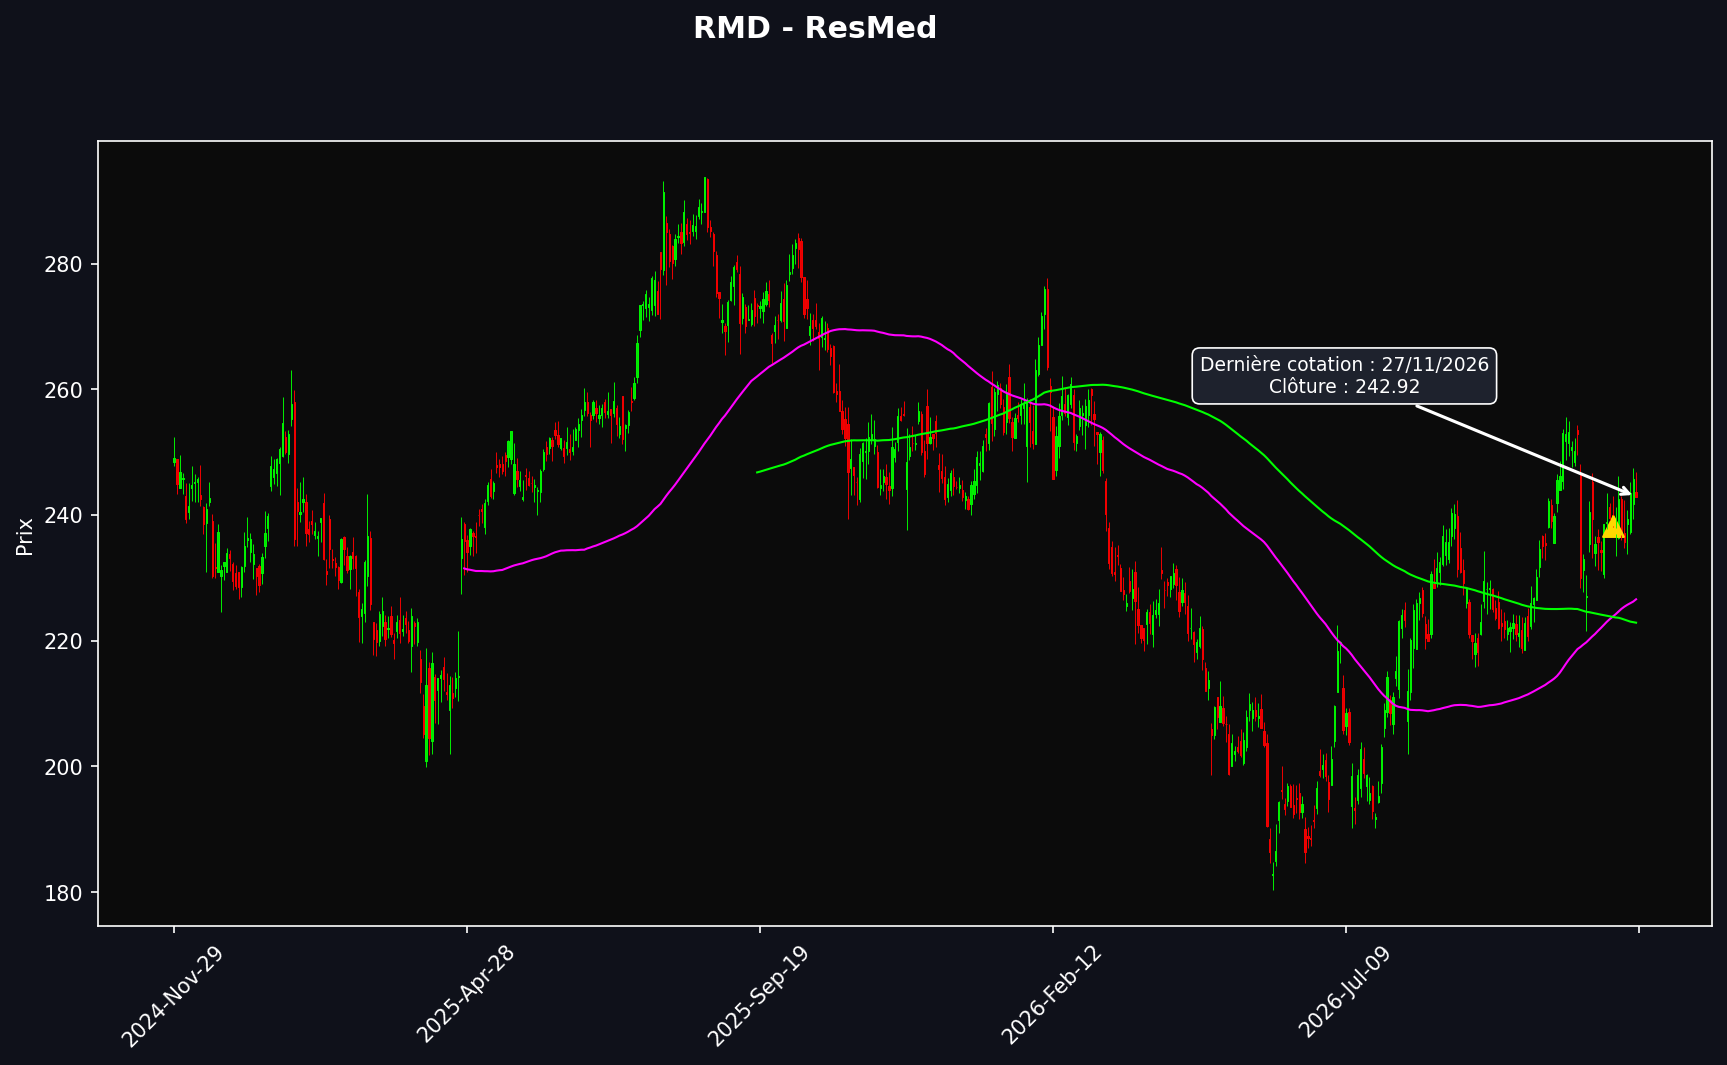 RMD - ResMed
Prix
280
260
240
220
200
180
Dernière cotation : 27/11/2026
Clôture : 242.92
2024-Nov-29
2025-Apr-28
2025-Sep-19
2026-Feb-12
2026-Jul-09